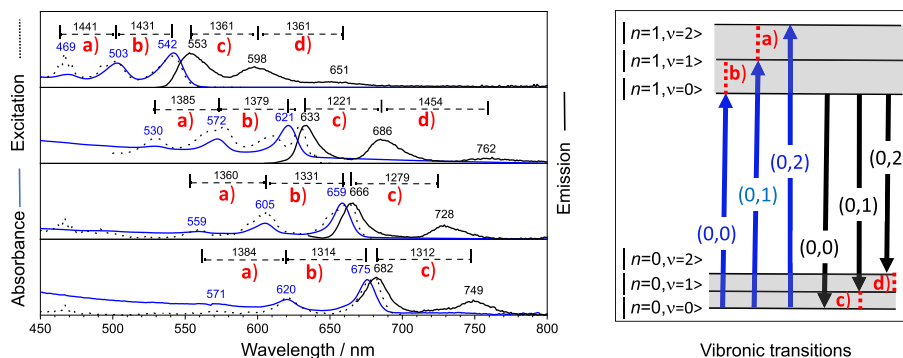 1441 1431 1361 1361
a) b) c) d)
469 503 542 553 598 651
1385 1379 1221 1454
a) b) c) d)
530 572 621 633 686 762
1360 1331 1279
a) b) c)
559 605 659 666 728
1384 1314 1312
a) b) c)
571 620 675 682 749
450 500 550 600 650 700 750 800
Wavelength / nm
Absorbance
Excitation
Emission
|n=1,ν=2>
|n=1,ν=1>
|n=1,ν=0>
a)
b)
(0,2)
(0,1)
(0,0)
(0,2)
(0,1)
(0,0)
|n=0,ν=2>
|n=0,ν=1>
|n=0,ν=0>
d)
c)
Vibronic transitions